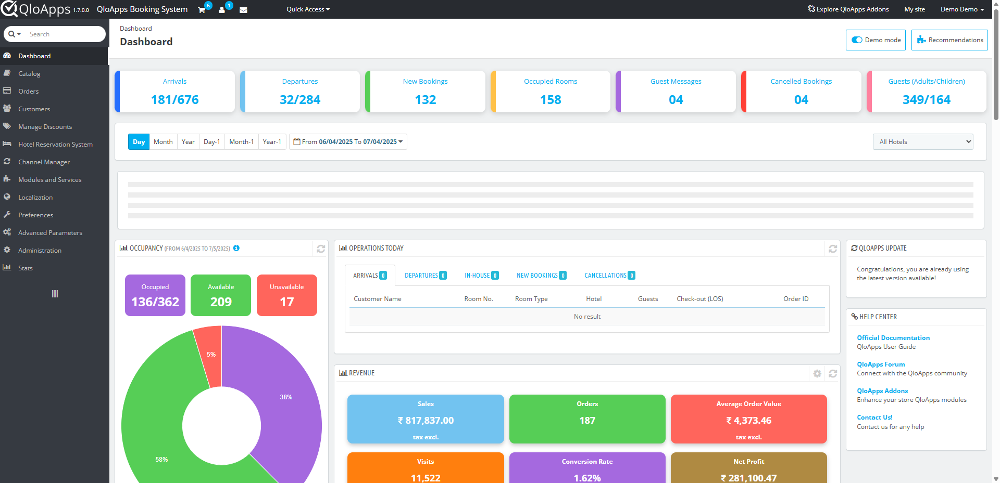 QloApps 1.7.0.0 QloApps Booking System 6 1 Quick Access Explore QloApps Addons My site Demo Demo
Search
Dashboard
Catalog
Orders
Customers
Manage Discounts
Hotel Reservation System
Channel Manager
Modules and Services
Localization
Preferences
Advanced Parameters
Administration
Stats
Dashboard
Dashboard
Demo mode Recommendations
Arrivals
181/676
Departures
32/284
New Bookings
132
Occupied Rooms
158
Guest Messages
04
Cancelled Bookings
04
Guests (Adults/Children)
349/164
Day Month Year Day-1 Month-1 Year-1 From 06/04/2025 To 07/04/2025 All Hotels
OCCUPANCY (FROM 6/4/2025 TO 7/5/2025)
Occupied
136/362
Available
209
Unavailable
17
5%
38%
58%
OPERATIONS TODAY
ARRIVALS 0 DEPARTURES 0 IN-HOUSE 0 NEW BOOKINGS 0 CANCELLATIONS 0
Customer Name Room No. Room Type Hotel Guests Check-out (LOS) Order ID
No result
REVENUE
Sales
₹ 817,837.00
tax excl.
Orders
187
Average Order Value
₹ 4,373.46
tax excl.
Visits
11,522
Conversion Rate
1.62%
Net Profit
₹ 281,100.47
QLOAPPS UPDATE
Congratulations, you are already using
the latest version available!
HELP CENTER
Official Documentation
QloApps User Guide
QloApps Forum
Connect with the QloApps community
QloApps Addons
Enhance your store QloApps modules
Contact Us!
Contact us for any help